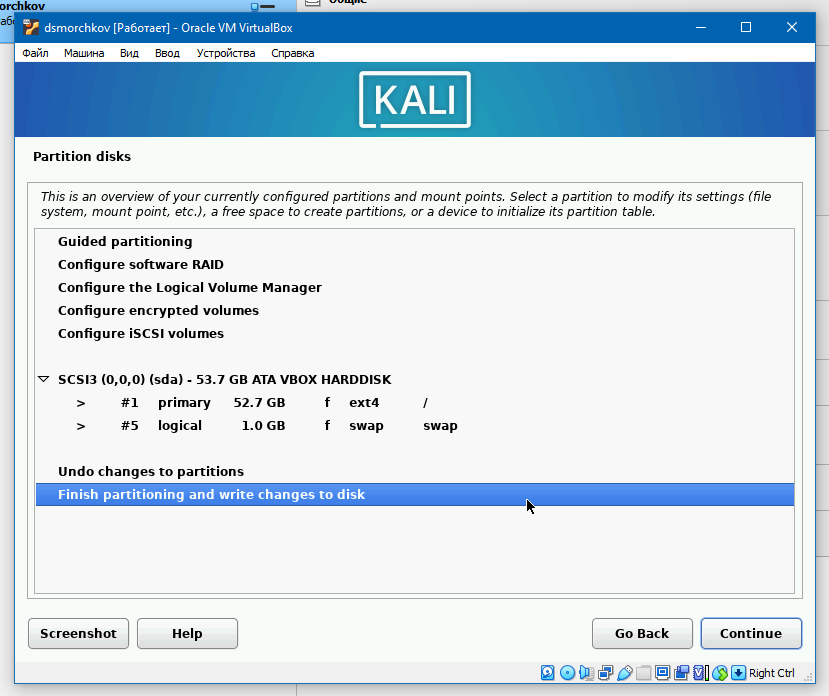 orchkov
Общие
dsmorchkov [Работает] - Oracle VM VirtualBox
Файл Машина Вид Ввод Устройства Справка
KALI
Partition disks
This is an overview of your currently configured partitions and mount points. Select a partition to modify its settings (file
system, mount point, etc.), a free space to create partitions, or a device to initialize its partition table.
Guided partitioning
Configure software RAID
Configure the Logical Volume Manager
Configure encrypted volumes
Configure iSCSI volumes
SCSI3 (0,0,0) (sda) - 53.7 GB ATA VBOX HARDDISK
> #1 primary 52.7 GB f ext4 /
> #5 logical 1.0 GB f swap swap
Undo changes to partitions
Finish partitioning and write changes to disk
Screenshot Help Go Back Continue
Right Ctrl